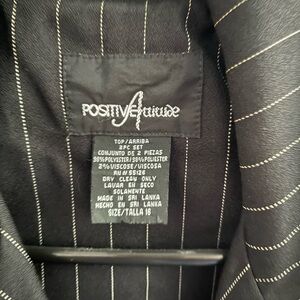 POSITIVE Attitude
TOP/ARRIBA
2PC SET
CONJUNTO DE 2 PIEZAS
98%POLYESTER/98%POLIESTER
2%VISCOSE/VISCOSA
RN # 55124
DRY CLEAN ONLY
LAVAR EN SECO
SOLAMENTE
MADE IN SRI LANKA
HECHO EN SRI LANKA
SIZE/TALLA 18